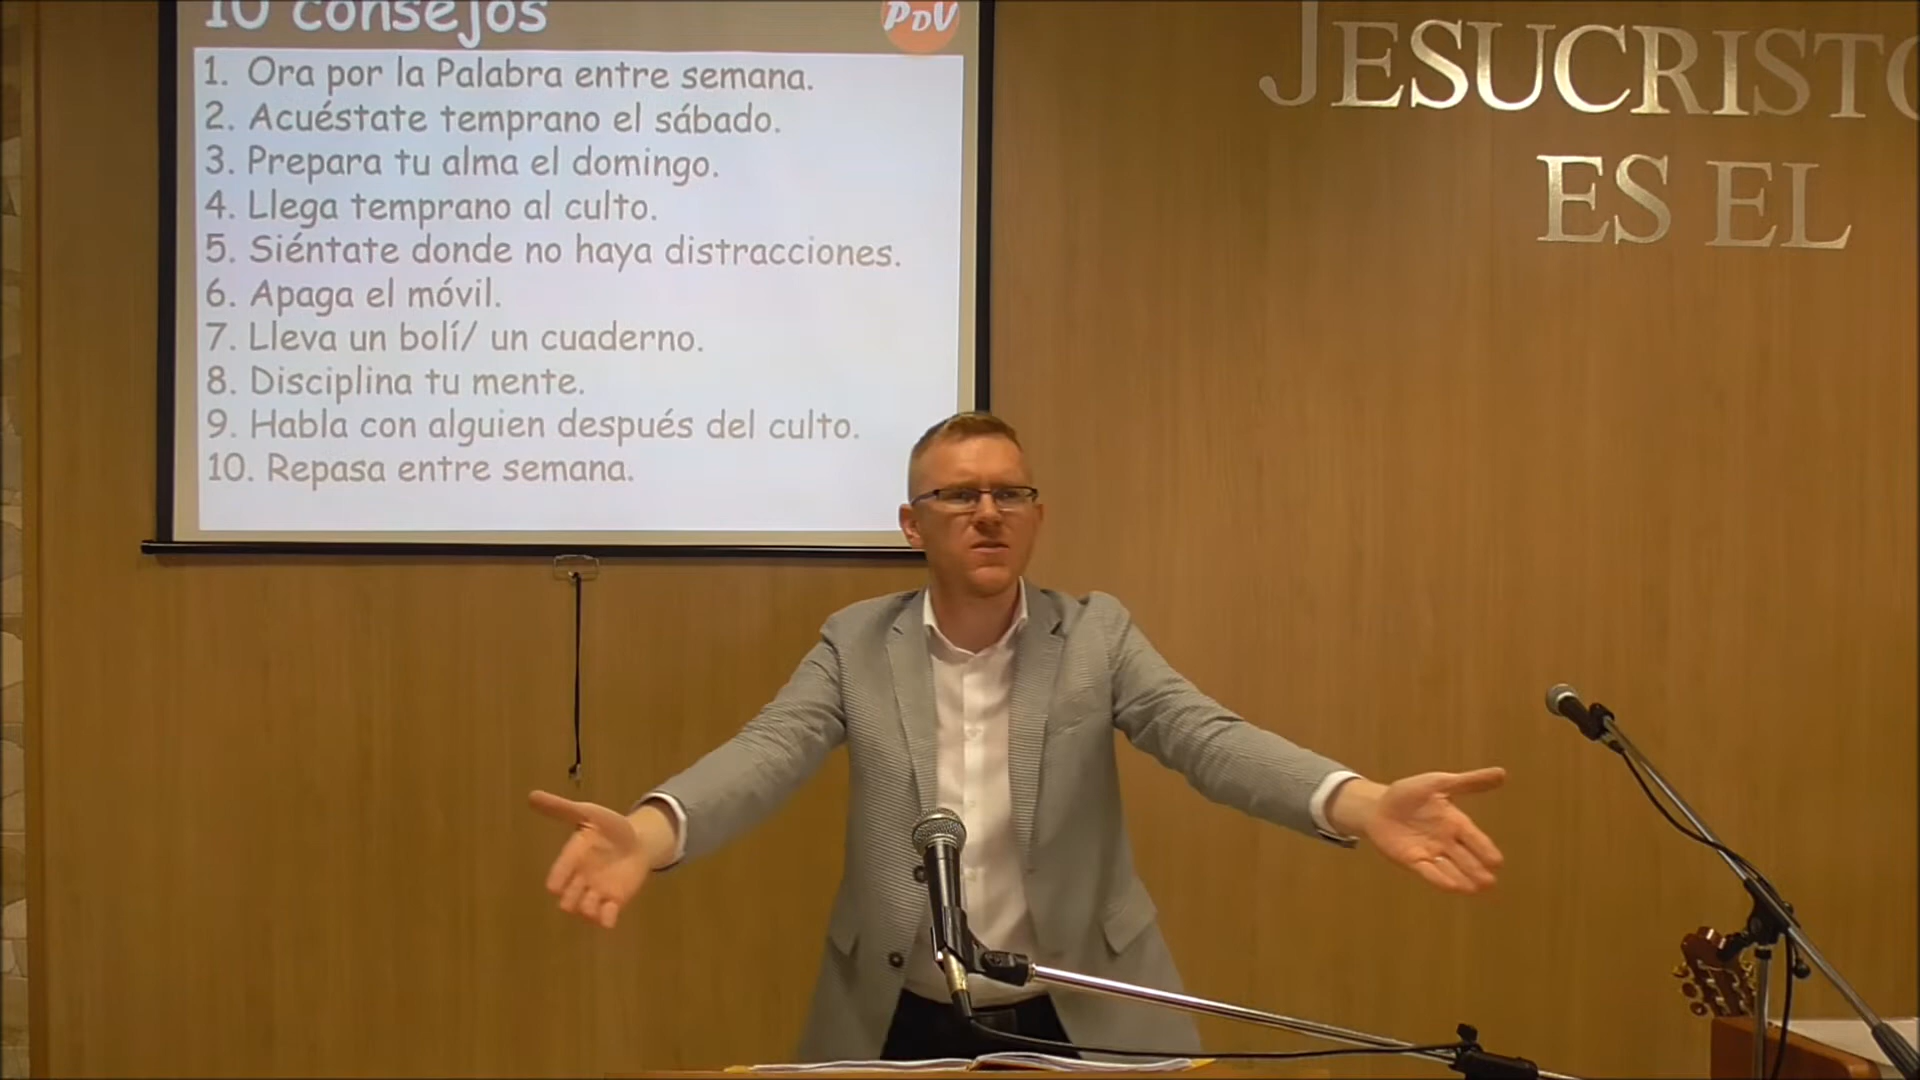 10 consejos
PDV
1. Ora por la Palabra entre semana.
2. Acuéstate temprano el sábado.
3. Prepara tu alma el domingo.
4. Llega temprano al culto.
5. Siéntate donde no haya distracciones.
6. Apaga el móvil.
7. Lleva un bolí/ un cuaderno.
8. Disciplina tu mente.
9. Habla con alguien después del culto.
10. Repasa entre semana.
JESUCRISTO
ES EL